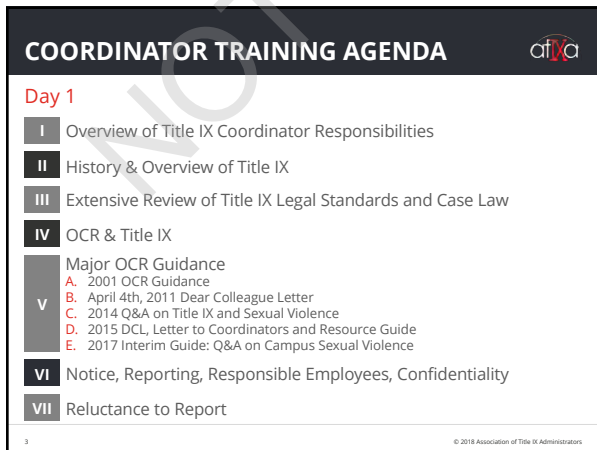 COORDINATOR TRAINING AGENDA
atIXa
Day 1
I Overview of Title IX Coordinator Responsibilities
II History & Overview of Title IX
III Extensive Review of Title IX Legal Standards and Case Law
IV OCR & Title IX
V Major OCR Guidance
A. 2001 OCR Guidance
B. April 4th, 2011 Dear Colleague Letter
C. 2014 Q&A on Title IX and Sexual Violence
D. 2015 DCL, Letter to Coordinators and Resource Guide
E. 2017 Interim Guide: Q&A on Campus Sexual Violence
VI Notice, Reporting, Responsible Employees, Confidentiality
VII Reluctance to Report
3
© 2018 Association of Title IX Administrators
NOT